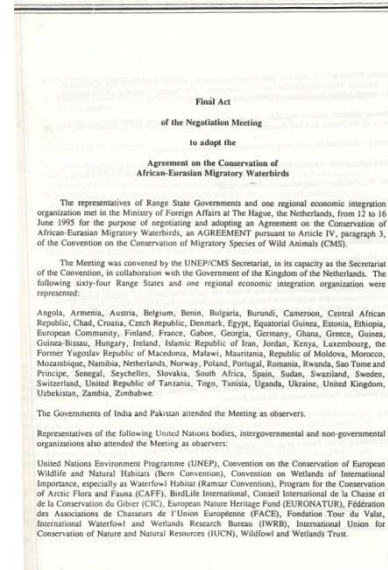 Final Act
of the Negotiation Meeting
to adopt the
Agreement on the Conservation of
African-Eurasian Migratory Waterbirds
The representatives of Range State Governments and one regional economic integration
organization met in the Ministry of Foreign Affairs at The Hague, the Netherlands, from 12 to 16
June 1995 for the purpose of negotiating and adopting an Agreement on the Conservation of
African-Eurasian Migratory Waterbirds, an AGREEMENT pursuant to Article IV, paragraph 3,
of the Convention on the Conservation of Migratory Species of Wild Animals (CMS).
The Meeting was convened by the UNEP/CMS Secretariat, in its capacity as the Secretariat
of the Convention, in collaboration with the Government of the Kingdom of the Netherlands. The
following sixty-four Range States and one regional economic integration organization were
represented:
Angola, Armenia, Austria, Belgium, Benin, Bulgaria, Burundi, Cameroon, Central African
Republic, Chad, Croatia, Czech Republic, Denmark, Egypt, Equatorial Guinea, Estonia, Ethiopia,
European Community, Finland, France, Gabon, Georgia, Germany, Ghana, Greece, Guinea,
Guinea-Bissau, Hungary, Ireland, Islamic Republic of Iran, Jordan, Kenya, Luxembourg, the
Former Yugoslav Republic of Macedonia, Malawi, Mauritania, Republic of Moldova, Morocco,
Mozambique, Namibia, Netherlands, Norway, Poland, Portugal, Romania, Rwanda, Sao Tome and
Principe, Senegal, Seychelles, Slovakia, South Africa, Spain, Sudan, Swaziland, Sweden,
Switzerland, United Republic of Tanzania, Togo, Tunisia, Uganda, Ukraine, United Kingdom,
Uzbekistan, Zambia, Zimbabwe.
The Governments of India and Pakistan attended the Meeting as observers.
Representatives of the following United Nations bodies, intergovernmental and non-governmental
organizations also attended the Meeting as observers:
United Nations Environment Programme (UNEP), Convention on the Conservation of European
Wildlife and Natural Habitats (Bern Convention), Convention on Wetlands of International
Importance, especially as Waterfowl Habitat (Ramsar Convention), Program for the Conservation
of Arctic Flora and Fauna (CAFF), BirdLife International, Conseil International de la Chasse et
de la Conservation du Gibier (CIC), European Nature Heritage Fund (EURONATUR), Fédération
des Associations de Chasseurs de l'Union Européenne (FACE), Fondation Tour du Valat,
International Waterfowl and Wetlands Research Bureau (IWRB), International Union for
Conservation of Nature and Natural Resources (IUCN), Wildfowl and Wetlands Trust.